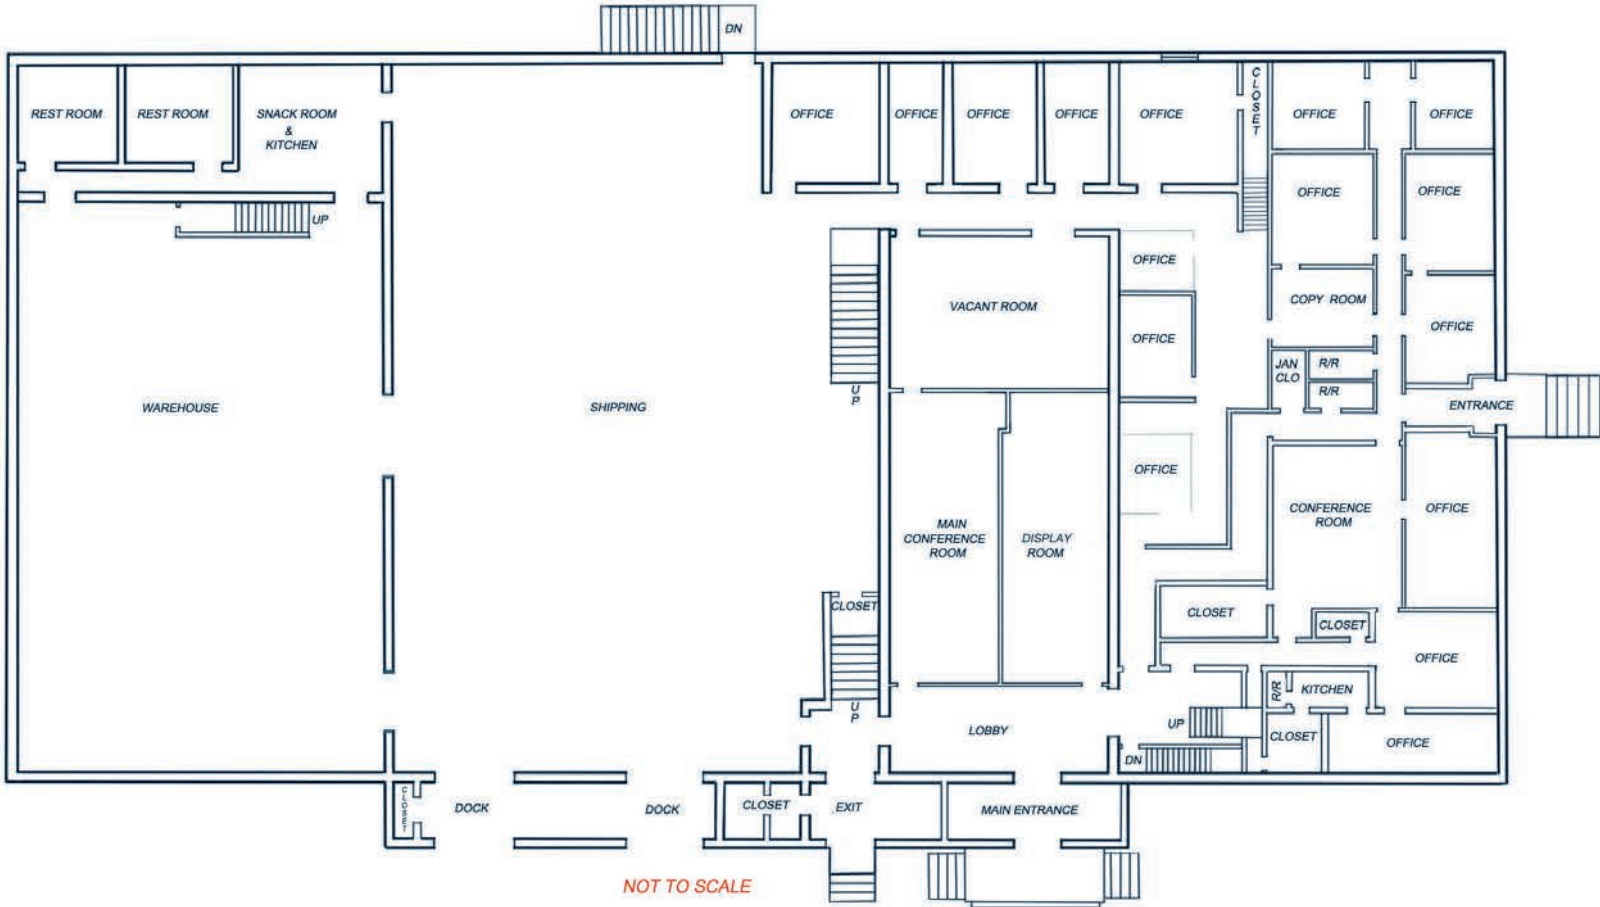 DN
REST ROOM
REST ROOM
SNACK ROOM
&
KITCHEN
OFFICE
OFFICE
OFFICE
OFFICE
OFFICE
CLOSET
OFFICE
OFFICE
OFFICE
OFFICE
UP
OFFICE
VACANT ROOM
COPY ROOM
OFFICE
OFFICE
JAN
CLO
R/R
R/R
UP
WAREHOUSE
SHIPPING
ENTRANCE
OFFICE
CONFERENCE
ROOM
OFFICE
MAIN
CONFERENCE
ROOM
DISPLAY
ROOM
CLOSET
CLOSET
CLOSET
OFFICE
R/R
KITCHEN
UP
LOBBY
UP
CLOSET
OFFICE
DN
CLOSET
DOCK
DOCK
CLOSET
EXIT
MAIN ENTRANCE
NOT TO SCALE